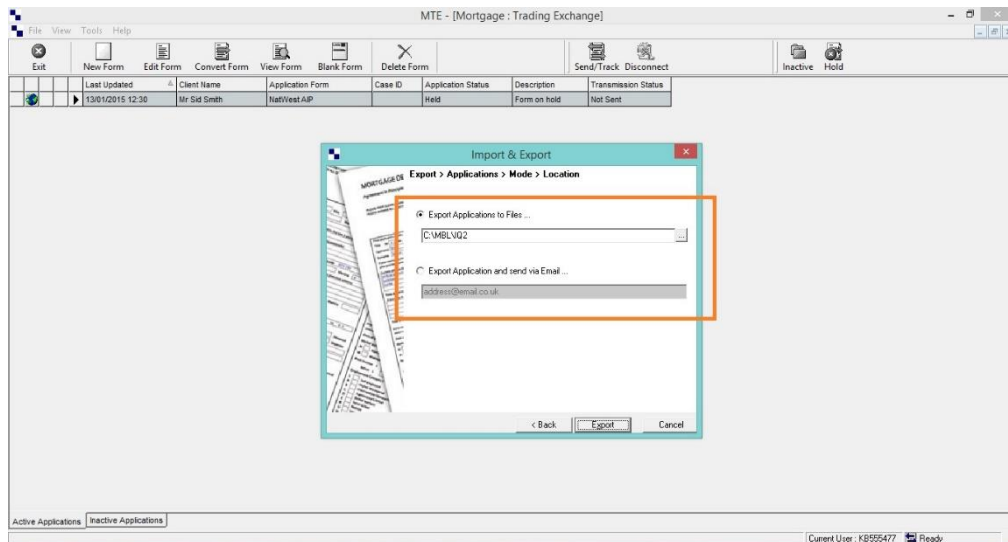 MTE - [Mortgage : Trading Exchange]
File View Tools Help
Exit New Form Edit Form Convert Form View Form Blank Form Delete Form Send/Track Disconnect Inactive Hold
Last Updated Client Name Application Form Case ID Application Status Description Transmission Status
13/01/2015 12:30 Mr Sid Smith NatWest AIP Held Form on hold Not Sent
Import & Export
Export > Applications > Mode > Location
Export Applications to Files ...
C:\MBL\IQ2
...
Export Application and send via Email ...
address@email.co.uk
< Back Export Cancel
Active Applications Inactive Applications
Current User : KB555477 Ready